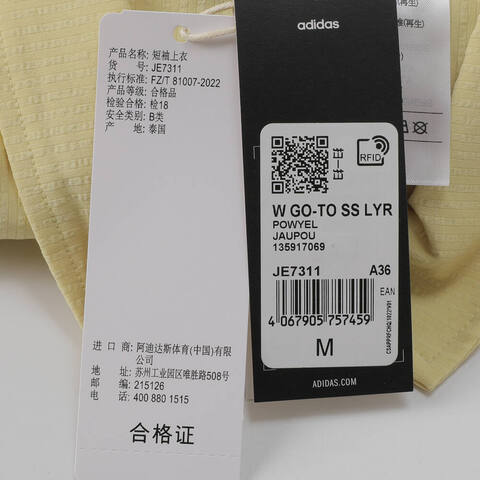 产品名称: 短袖上衣
货 号: JE7311
执行标准: FZ/T 81007-2022
产品等级: 合格品
检验合格: 检18
安全类别: B类
产 地: 泰国
进 口 商: 阿迪达斯体育(中国)有限
公司
地 址: 苏州工业园区唯胜路508号
邮 编: 215126
电 话: 400 880 1515
合格证
adidas
RFID
W GO-TO SS LYR
POWYEL
JAUPOU
135917069
JE7311 A36
EAN
4 067905 757459
M
ADIDAS.COM
(再生)
(再生)